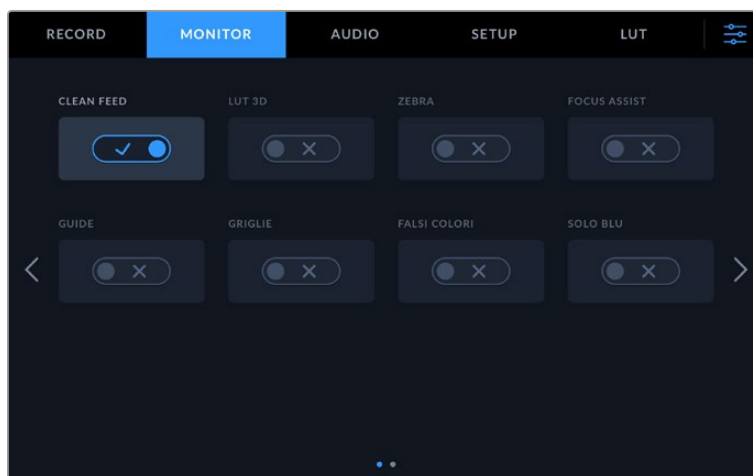 RECORD MONITOR AUDIO SETUP LUT
CLEAN FEED LUT 3D ZEBRA FOCUS ASSIST
GUIDE GRIGLIE FALSI COLORI SOLO BLU